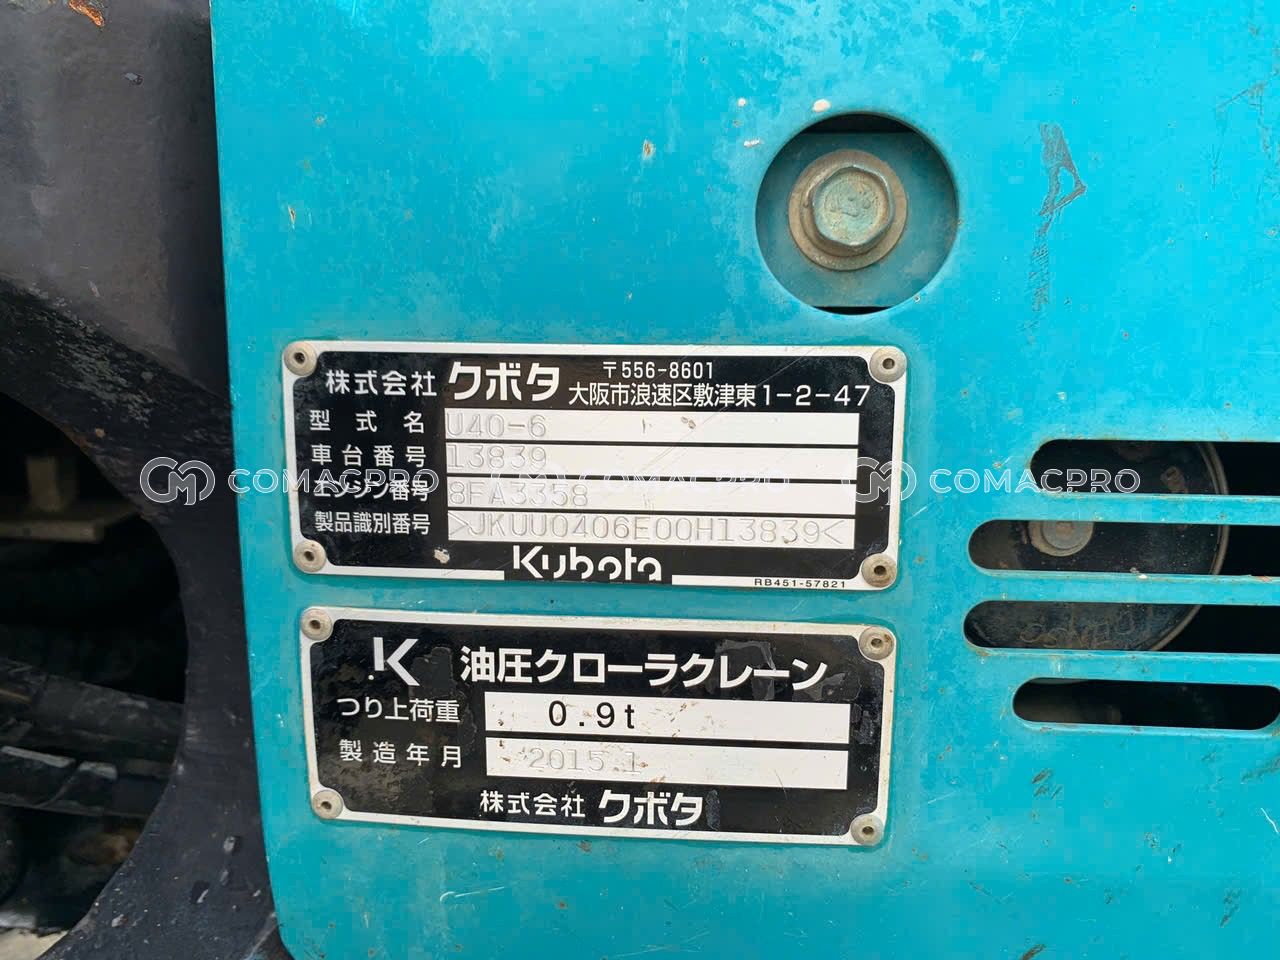 株式会社 クボタ 〒556-8601
大阪市浪速区敷津東1-2-47
型式名 U40-6
車台番号 13839
エンジン番号 8FA3358
製品識別番号 >JKUU0406E00H13839<
Kubota
RB451-57821
COMACPRO COMACPRO COMACPRO
K 油圧クローラクレーン
つり上荷重 0.9t
製造年月 2015.1
株式会社 クボタ